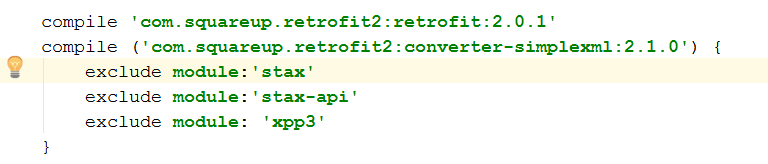 compile 'com.squareup.retrofit2:retrofit:2.0.1'
compile ('com.squareup.retrofit2:converter-simplexml:2.1.0') {
    exclude module:'stax'
    exclude module:'stax-api'
    exclude module: 'xpp3'
}